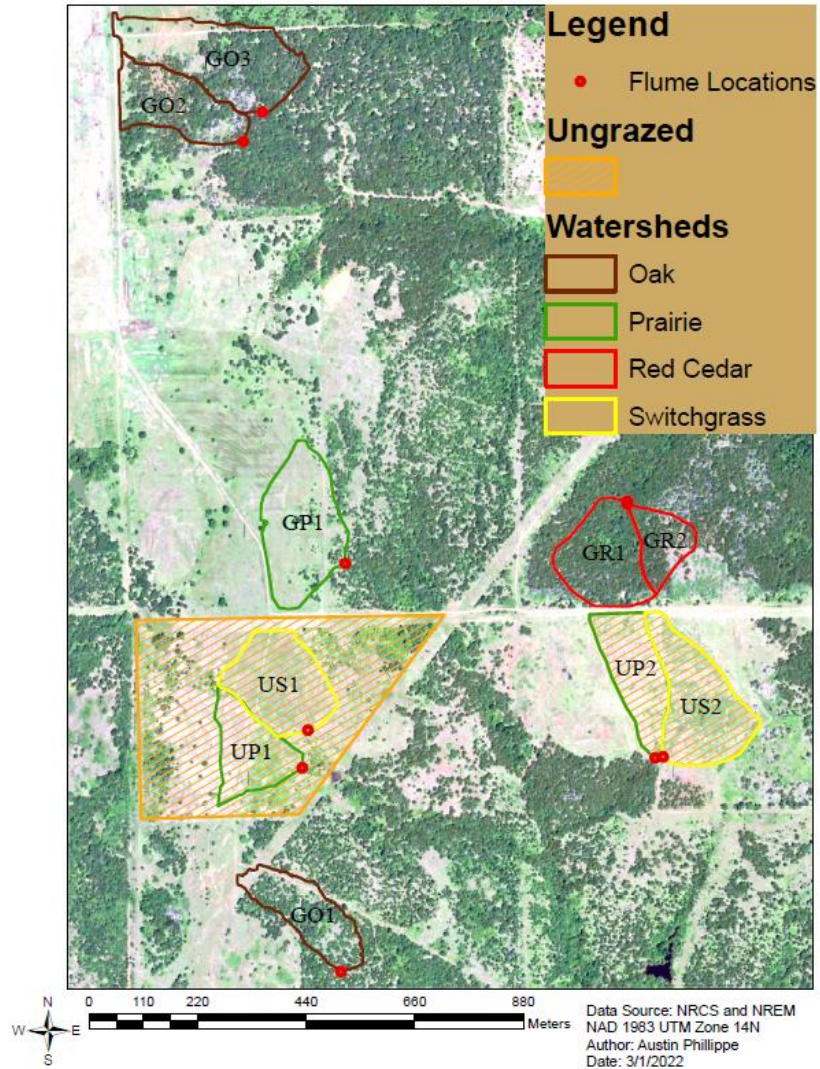 Legend
Flume Locations
Ungrazed
Watersheds
Oak
Prairie
Red Cedar
Switchgrass
GO3
GO2
GP1
GR1
GR2
US1
UP1
UP2
US2
GO1
N
W
E
S
0 110 220 440 660 880
Meters
Data Source: NRCS and NREM
NAD 1983 UTM Zone 14N
Author: Austin Phillippe
Date: 3/1/2022